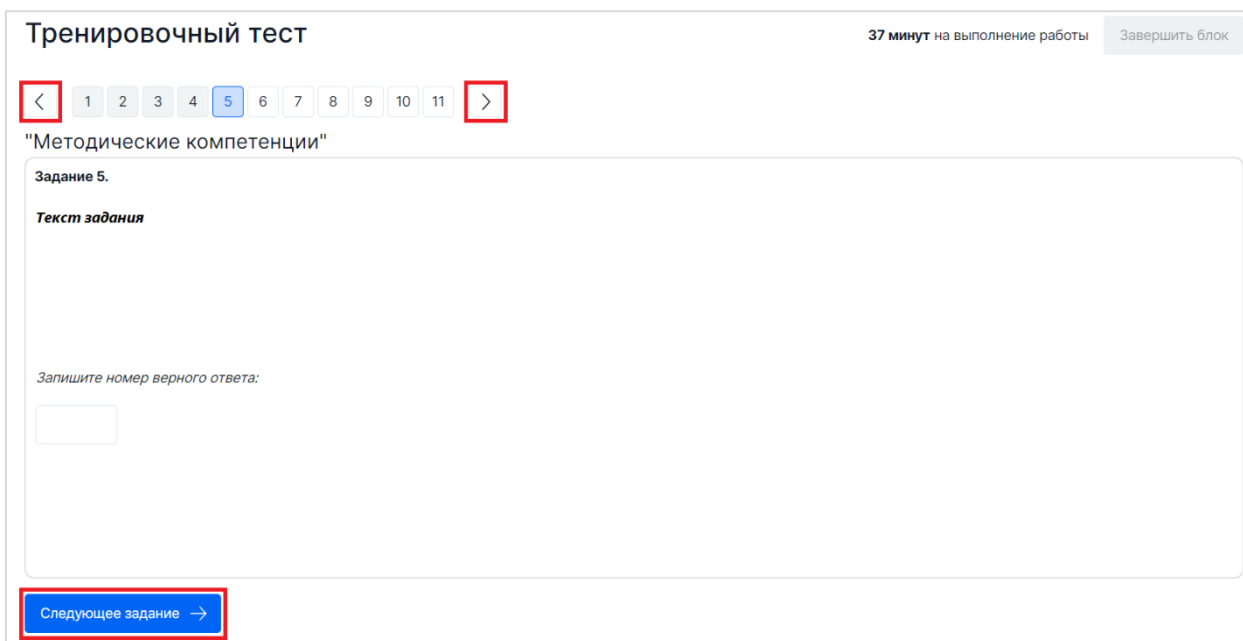 Тренировочный тест
37 минут на выполнение работы
Завершить блок
1 2 3 4 5 6 7 8 9 10 11
"Методические компетенции"
Задание 5.
Текст задания
Запишите номер верного ответа:
Следующее задание